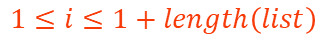 1 ≤ i ≤ 1 + length(list)